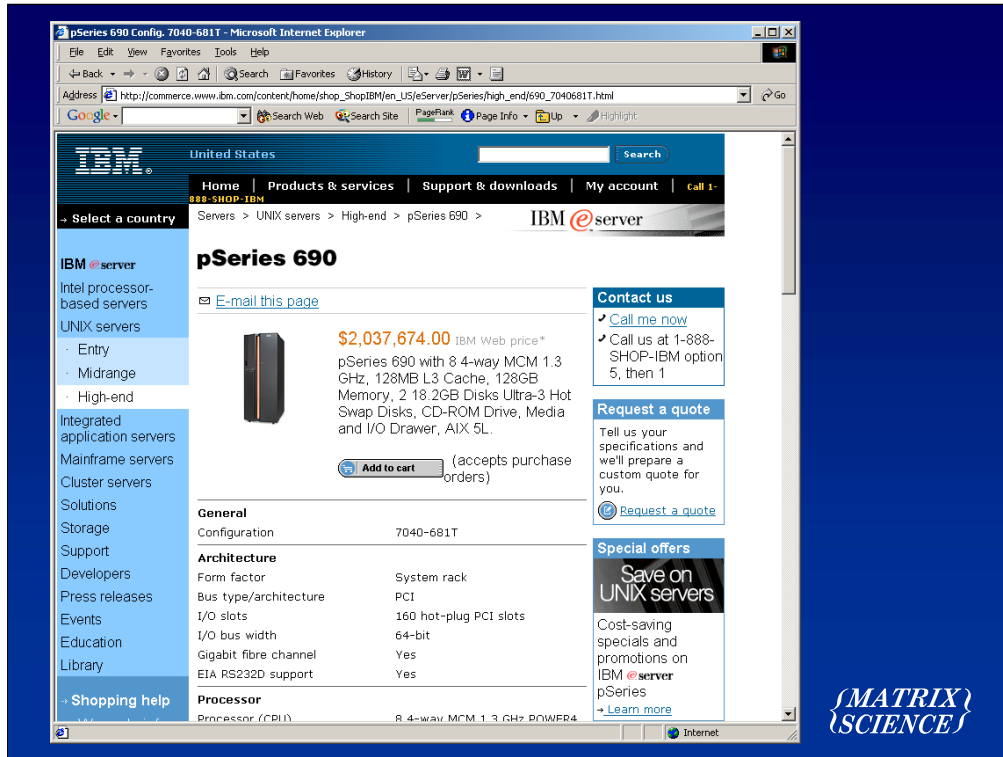 pSeries 690 Config. 7040-681T - Microsoft Internet Explorer
File Edit View Favorites Tools Help
Back Search Favorites History
Address http://commerce.www.ibm.com/content/home/shop_ShopIBM/en_US/eServer/pSeries/high_end/690_7040681T.html Go
Google Search Web Search Site PageRank Page Info Up Highlight
IBM®
United States
Search
Home | Products & services | Support & downloads | My account | Call 1-
888-SHOP-IBM
Select a country
Servers > UNIX servers > High-end > pSeries 690 >
IBM eserver
IBM eserver
Intel processor-
based servers
UNIX servers
· Entry
· Midrange
· High-end
Integrated
application servers
Mainframe servers
Cluster servers
Solutions
Storage
Support
Developers
Press releases
Events
Education
Library
Shopping help
pSeries 690
E-mail this page
$2,037,674.00 IBM Web price*
pSeries 690 with 8 4-way MCM 1.3
GHz, 128MB L3 Cache, 128GB
Memory, 2 18.2GB Disks Ultra-3 Hot
Swap Disks, CD-ROM Drive, Media
and I/O Drawer, AIX 5L.
Add to cart (accepts purchase
orders)
General
Configuration 7040-681T
Architecture
Form factor System rack
Bus type/architecture PCI
I/O slots 160 hot-plug PCI slots
I/O bus width 64-bit
Gigabit fibre channel Yes
EIA RS232D support Yes
Processor
Processor (CPU) 8 4-way MCM 1.3 GHz POWER4
Contact us
Call me now
Call us at 1-888-
SHOP-IBM option
5, then 1
Request a quote
Tell us your
specifications and
we'll prepare a
custom quote for
you.
Request a quote
Special offers
Save on
UNIX servers
Cost-saving
specials and
promotions on
IBM eserver
pSeries
Learn more
Internet
{MATRIX}
{SCIENCE}